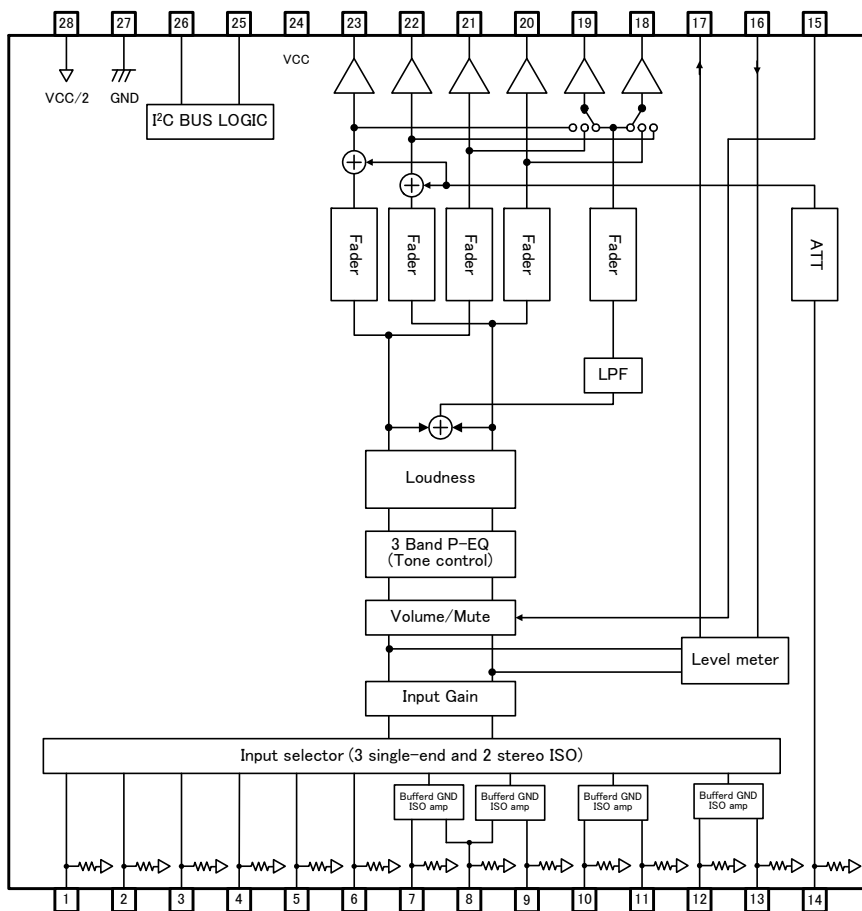 28 27 26 25 24 23 22 21 20 19 18 17 16 15
VCC
VCC/2 GND
I²C BUS LOGIC
Fader Fader Fader Fader Fader ATT
LPF
Loudness
3 Band P-EQ
(Tone control)
Volume/Mute
Level meter
Input Gain
Input selector (3 single-end and 2 stereo ISO)
Bufferd GND
ISO amp
Bufferd GND
ISO amp
Bufferd GND
ISO amp
Bufferd GND
ISO amp
1 2 3 4 5 6 7 8 9 10 11 12 13 14